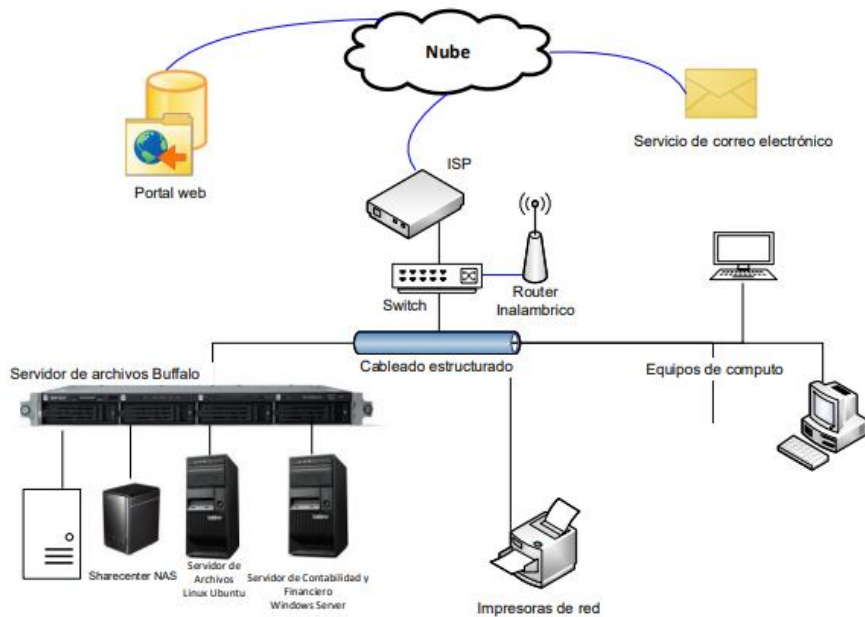 Nube
Servicio de correo electrónico
ISP
Portal web
Switch
Router
Inalambrico
Servidor de archivos Buffalo
Cableado estructurado
Equipos de computo
Sharecenter NAS
Servidor de
Archivos
Linux Ubuntu
Servidor de Contabilidad y
Financiero
Windows Server
Impresoras de red